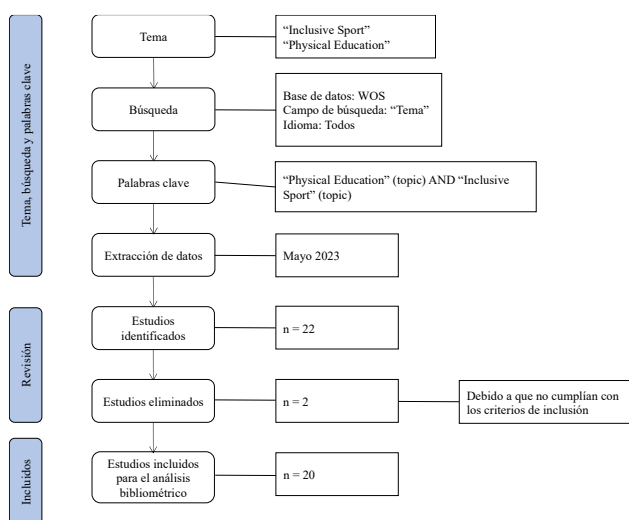 Tema, búsqueda y palabras clave
Tema
“Inclusive Sport”
“Physical Education”
Búsqueda
Base de datos: WOS
Campo de búsqueda: “Tema”
Idioma: Todos
Palabras clave
“Physical Education” (topic) AND “Inclusive
Sport” (topic)
Extracción de datos
Mayo 2023
Revisión
Estudios
identificados
n = 22
Estudios eliminados
n = 2
Debido a que no cumplían con
los criterios de inclusión
Incluidos
Estudios incluidos
para el análisis
bibliométrico
n = 20